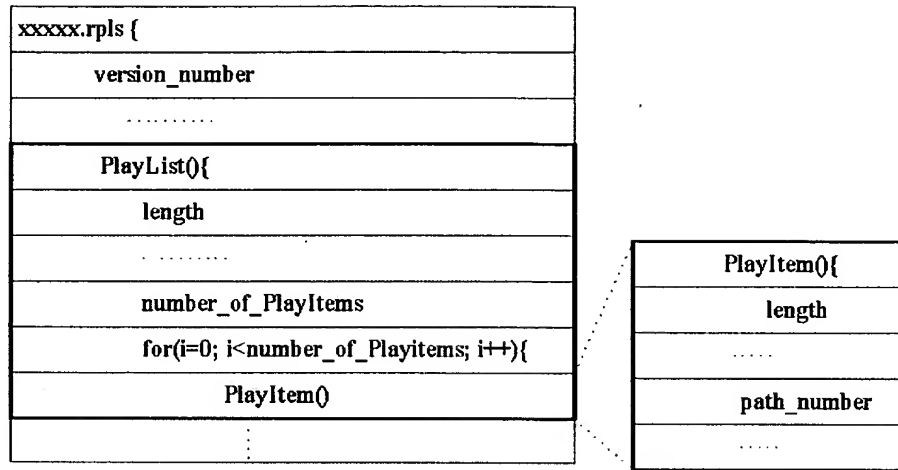 xxxxx.rpls {
version_number
..........
PlayList(){
length
. ........
number_of_PlayItems
for(i=0; i<number_of_Playitems; i++){
PlayItem()
PlayItem(){
length
.....
path_number
.....